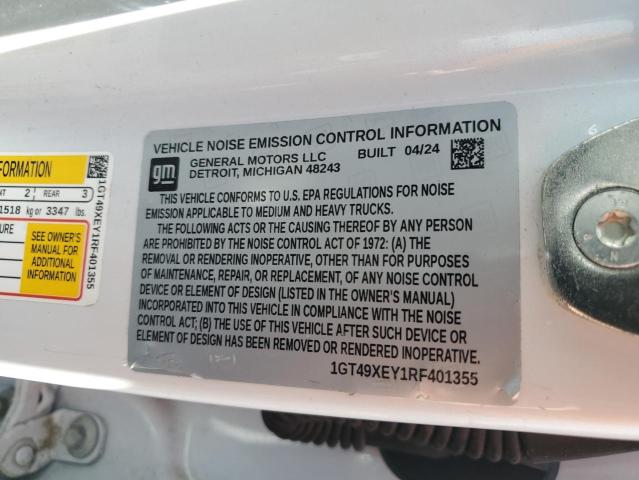 FORMATION
NT 2 REAR 3
1518 kg or 3347 lbs.
URE
SEE OWNER'S
MANUAL FOR
ADDITIONAL
INFORMATION
1GT49XEY1RF401355
VEHICLE NOISE EMISSION CONTROL INFORMATION
gm
GENERAL MOTORS LLC BUILT 04/24
DETROIT, MICHIGAN 48243
THIS VEHICLE CONFORMS TO U.S. EPA REGULATIONS FOR NOISE
EMISSION APPLICABLE TO MEDIUM AND HEAVY TRUCKS.
THE FOLLOWING ACTS OR THE CAUSING THEREOF BY ANY PERSON
ARE PROHIBITED BY THE NOISE CONTROL ACT OF 1972: (A) THE
REMOVAL OR RENDERING INOPERATIVE, OTHER THAN FOR PURPOSES
OF MAINTENANCE, REPAIR, OR REPLACEMENT, OF ANY NOISE CONTROL
DEVICE OR ELEMENT OF DESIGN (LISTED IN THE OWNER'S MANUAL)
INCORPORATED INTO THIS VEHICLE IN COMPLIANCE WITH THE NOISE
CONTROL ACT; (B) THE USE OF THIS VEHICLE AFTER SUCH DEVICE OR
ELEMENT OF DESIGN HAS BEEN REMOVED OR RENDERED INOPERATIVE.
1GT49XEY1RF401355